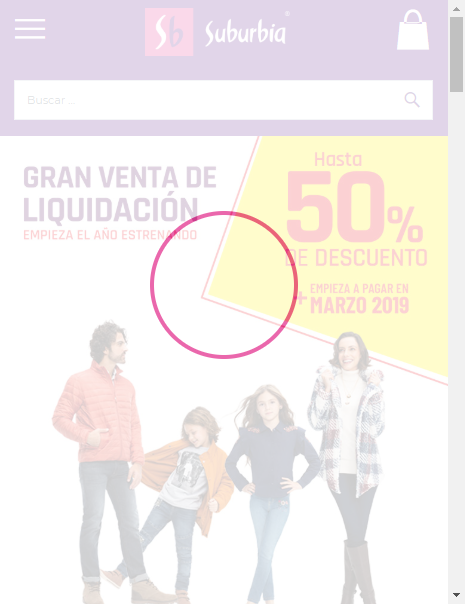 Sb Suburbia®
Buscar ...
GRAN VENTA DE
LIQUIDACIÓN
EMPIEZA EL AÑO ESTRENANDO
Hasta
50%
DE DESCUENTO
+ EMPIEZA A PAGAR EN
MARZO 2019